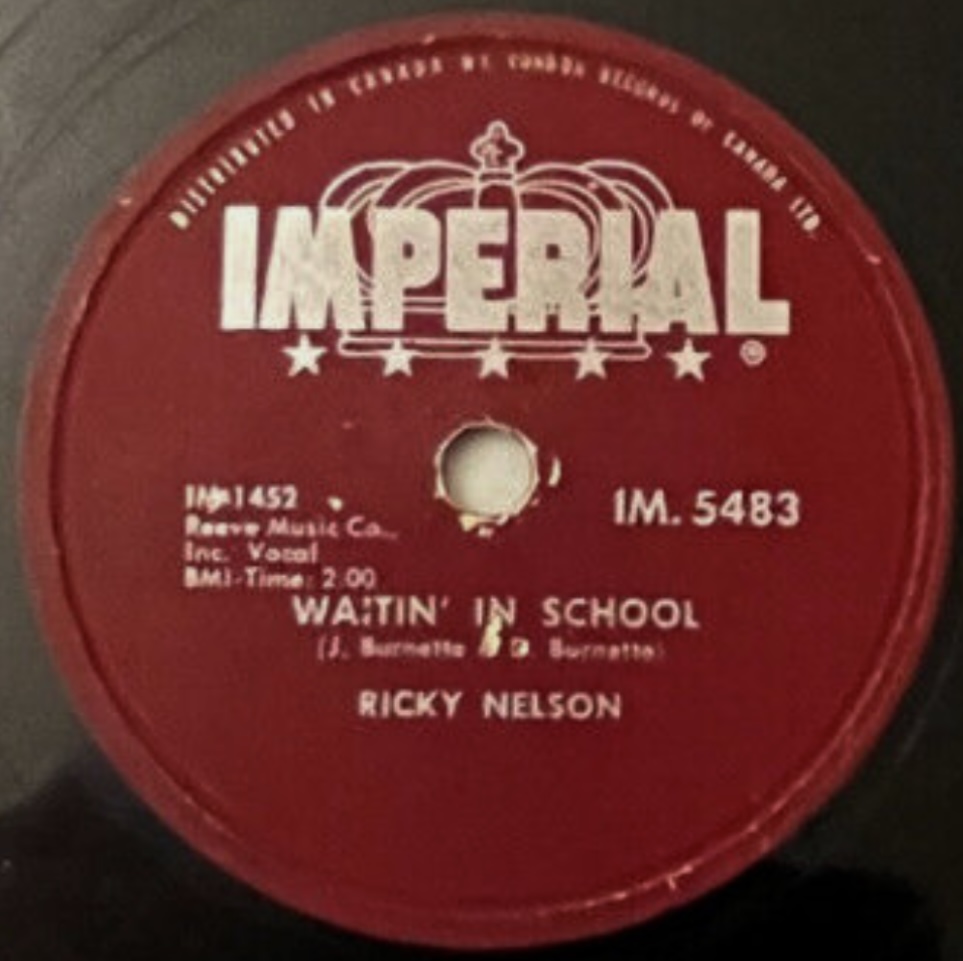 DISTRIBUTED IN CANADA BY LONDON RECORDS OF CANADA LTD.
IMPERIAL
®
IM-1452
Reeve Music Co.,
Inc. Vocal
BMI-Time: 2:00
IM. 5483
WAITIN' IN SCHOOL
(J. Burnette & D. Burnette)
RICKY NELSON